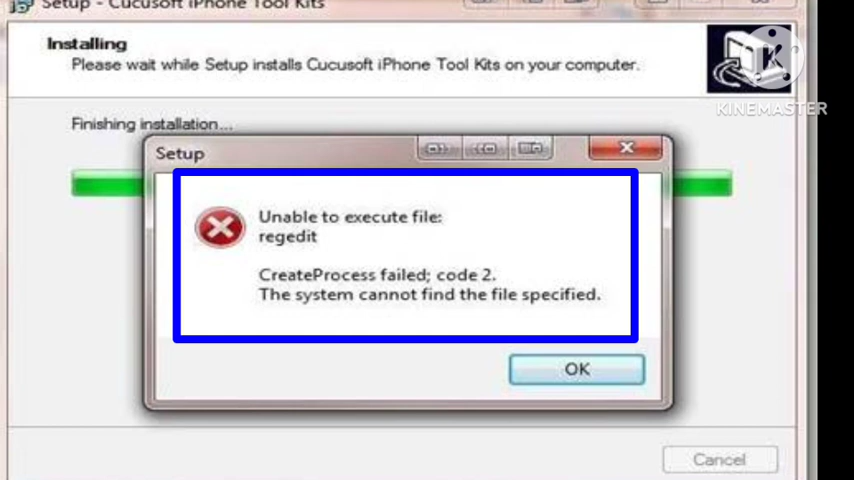 Setup - Cucusoft iPhone Tool Kits
Installing
Please wait while Setup installs Cucusoft iPhone Tool Kits on your computer.
KINEMASTER
Finishing installation...
Setup
Unable to execute file:
regedit
CreateProcess failed; code 2.
The system cannot find the file specified.
OK
Cancel